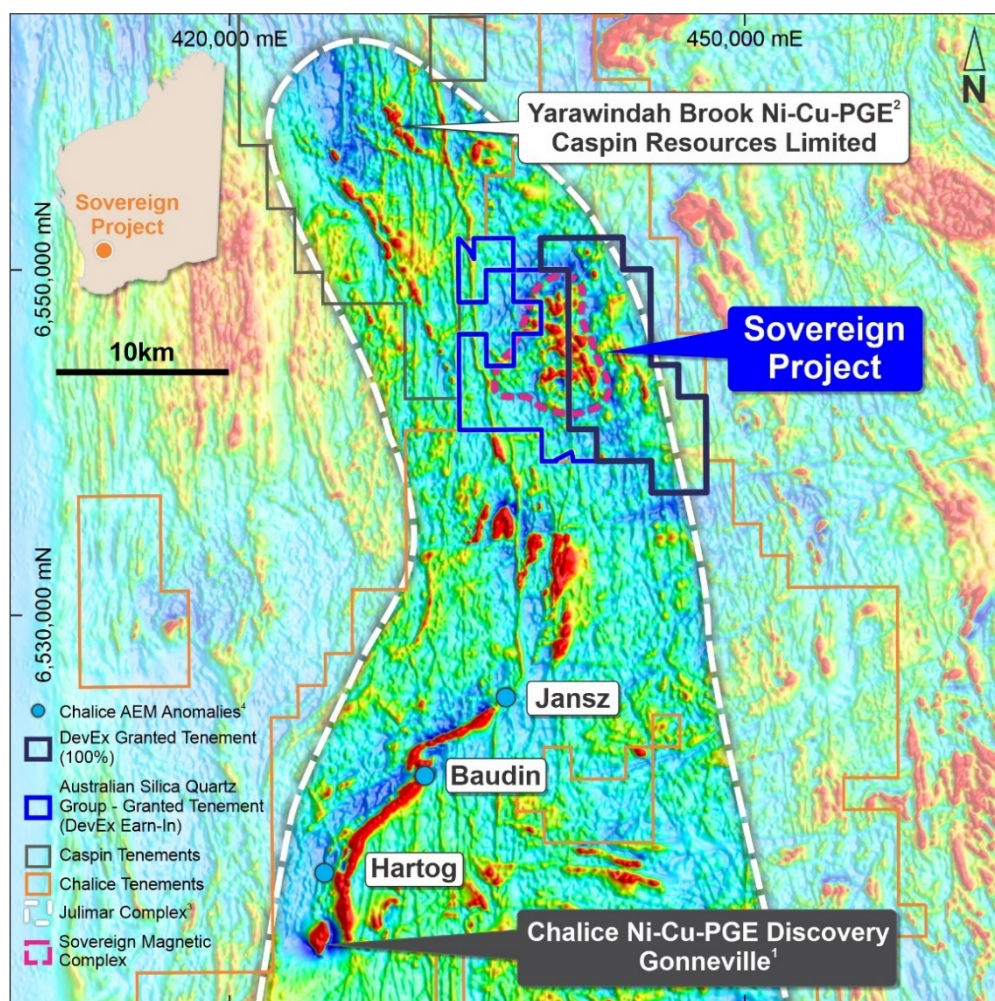 420,000 mE
450,000 mE
N
Yarawindah Brook Ni-Cu-PGE²
Caspin Resources Limited
Sovereign
Project
6,550,000 mN
10km
Sovereign
Project
6,530,000 mN
Jansz
Baudin
Hartog
Chalice AEM Anomalies⁴
DevEx Granted Tenement
(100%)
Australian Silica Quartz
Group - Granted Tenement
(DevEx Earn-In)
Caspin Tenements
Chalice Tenements
Julimar Complex³
Sovereign Magnetic
Complex
Chalice Ni-Cu-PGE Discovery
Gonneville¹